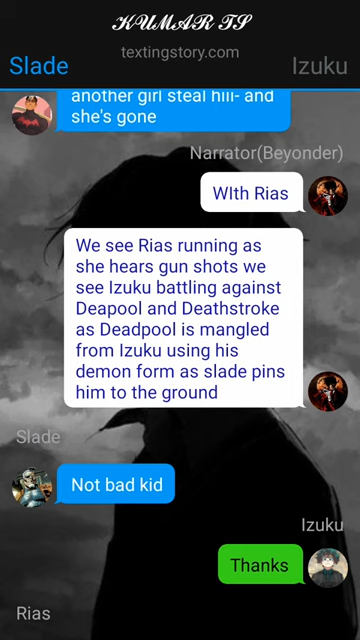 KUMAR TS
textingstory.com
Slade
Izuku
another girl steal hiii- and
she's gone
Narrator(Beyonder)
WIth Rias
We see Rias running as
she hears gun shots we
see Izuku battling against
Deapool and Deathstroke
as Deadpool is mangled
from Izuku using his
demon form as slade pins
him to the ground
Slade
Not bad kid
Izuku
Thanks
Rias